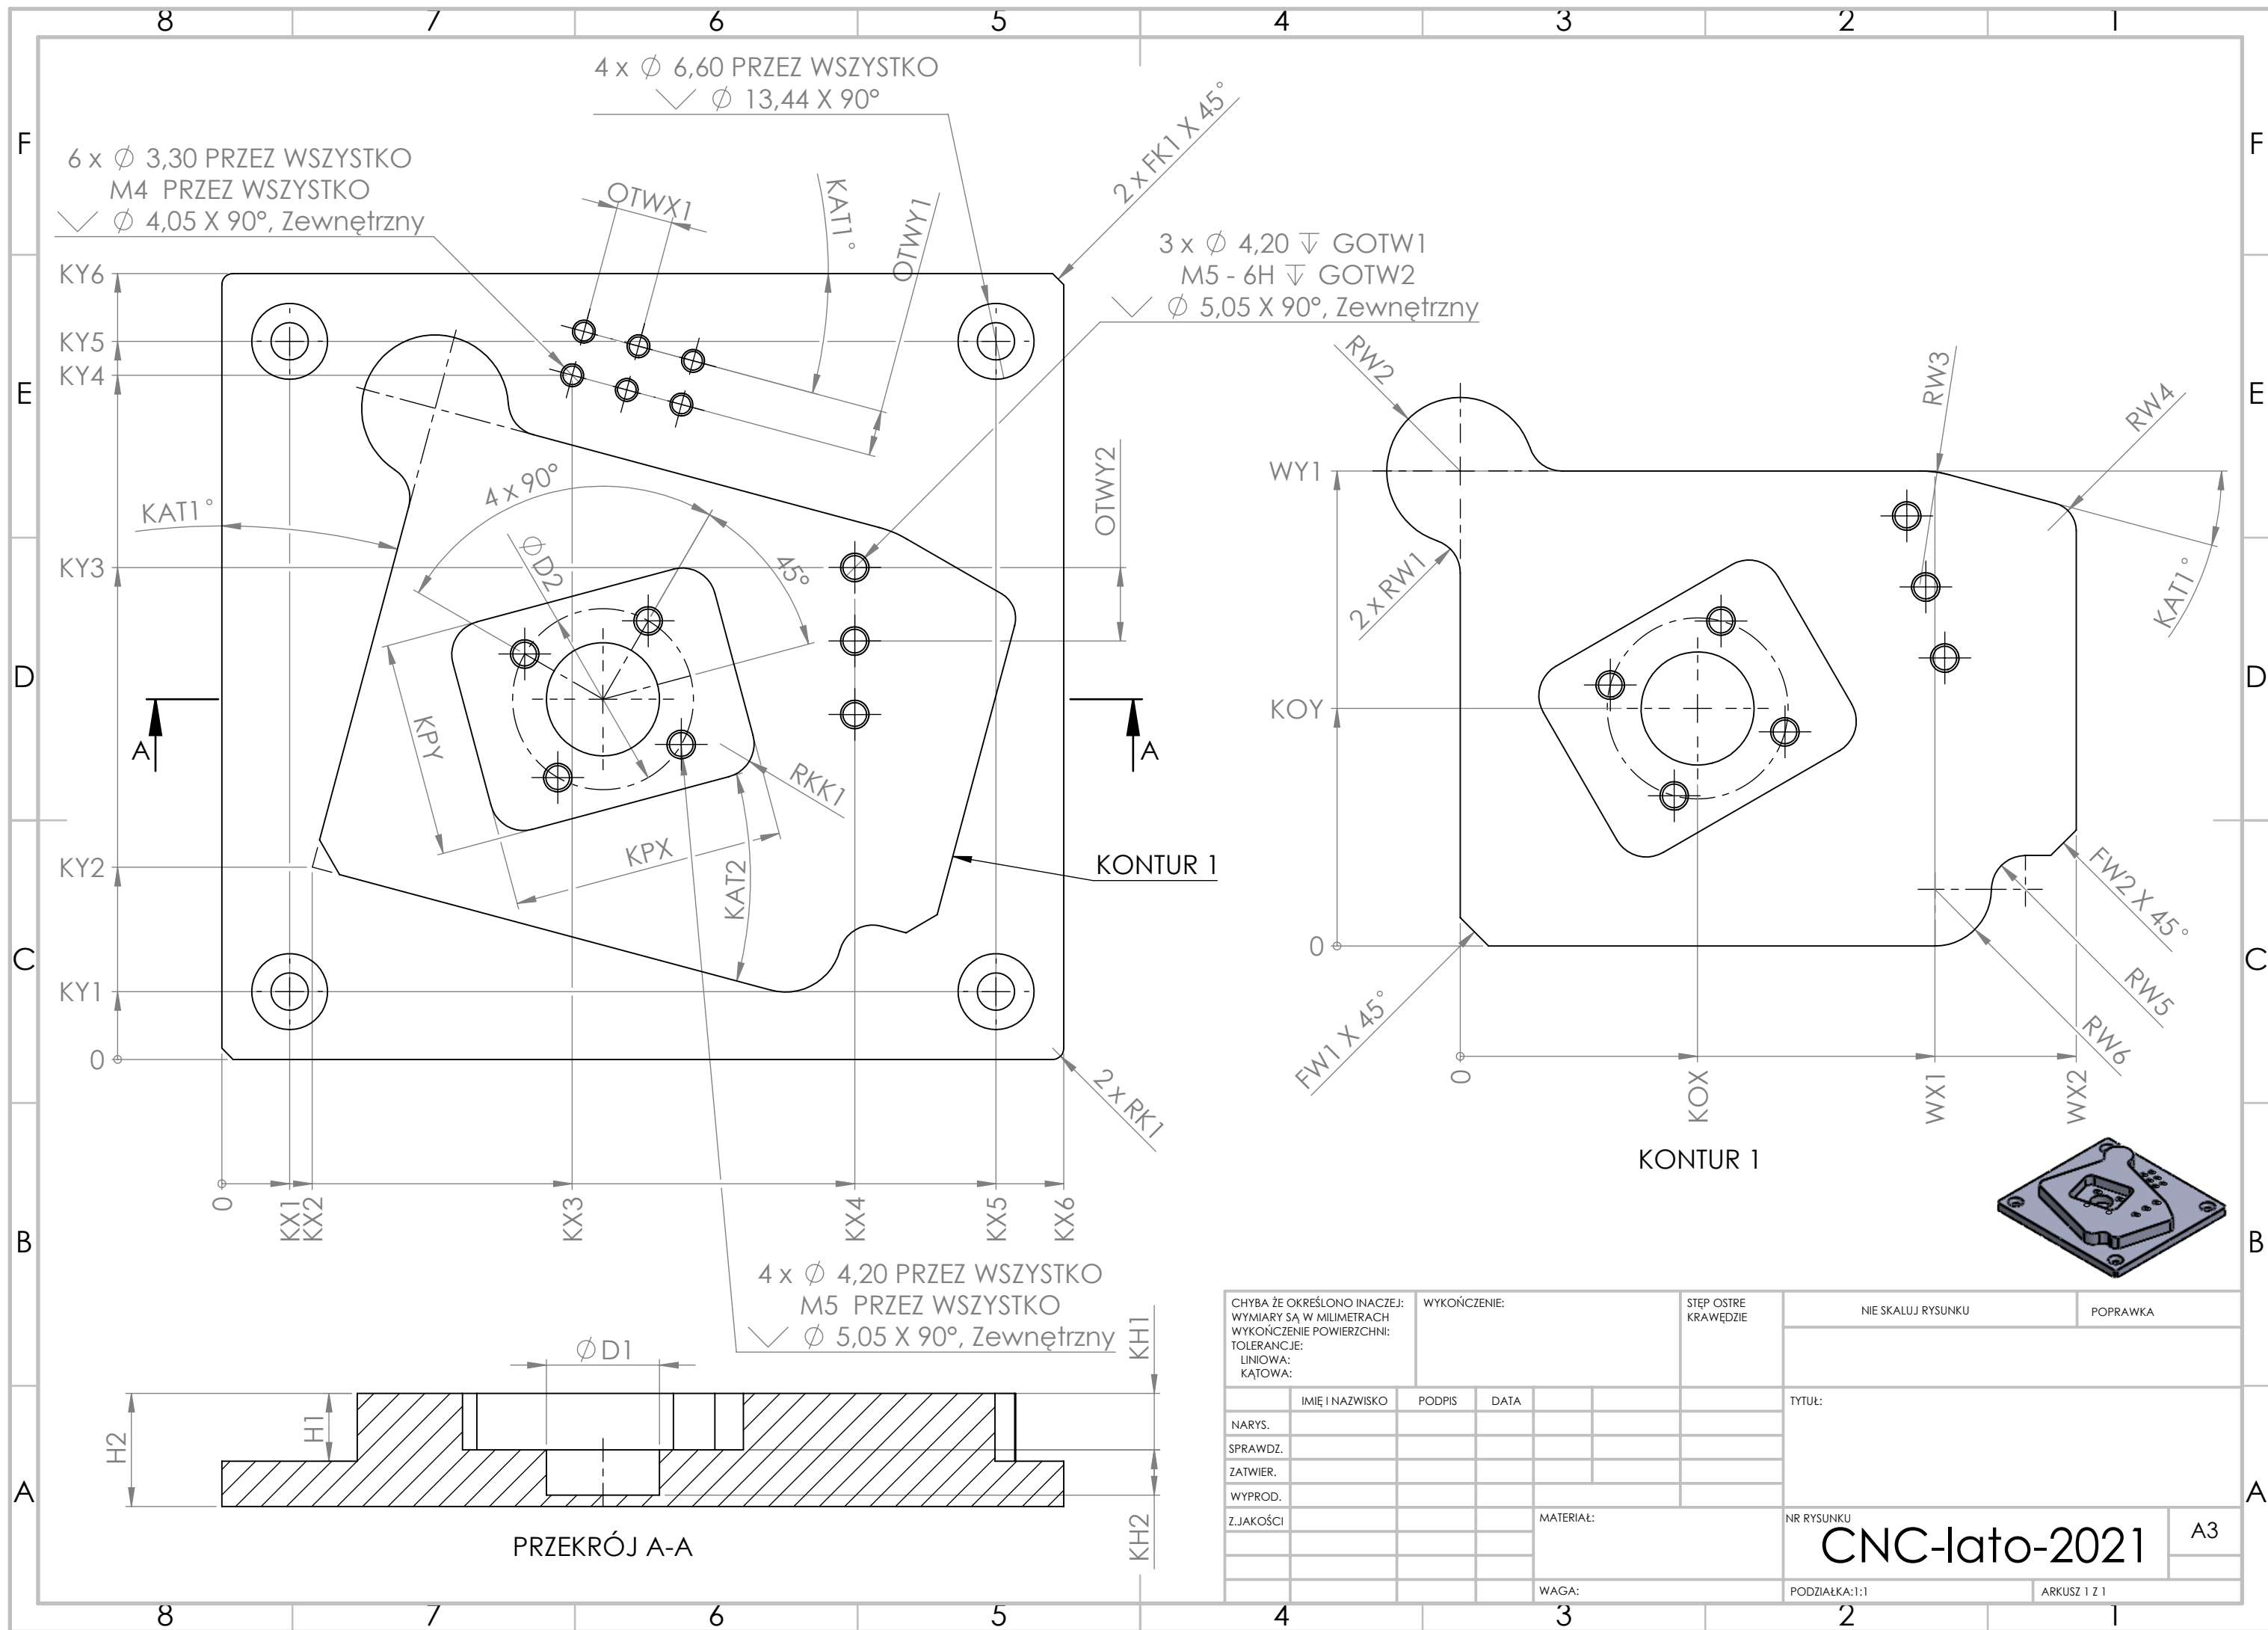 8 7 6 5 4 3 2 1
F
E
D
C
B
A
F
E
D
C
B
A
4 x ∅ 6,60 PRZEZ WSZYSTKO
⌵ ∅ 13,44 X 90°
6 x ∅ 3,30 PRZEZ WSZYSTKO
M4 PRZEZ WSZYSTKO
⌵ ∅ 4,05 X 90°, Zewnętrzny
OTWX1
KAT1°
OTWY1
2 x FK1 X 45°
3 x ∅ 4,20 ↧ GOTW1
M5 - 6H ↧ GOTW2
⌵ ∅ 5,05 X 90°, Zewnętrzny
KY6
KY5
KY4
KY3
KY2
KY1
0
KAT1°
4 x 90°
∅D2
45°
OTWY2
KPY
KPX
RKK1
KAT2
A
A
KONTUR 1
2 x RK1
0
KX1
KX2
KX3
KX4
KX5
KX6
4 x ∅ 4,20 PRZEZ WSZYSTKO
M5 PRZEZ WSZYSTKO
⌵ ∅ 5,05 X 90°, Zewnętrzny
RW2
RW3
RW4
WY1
2 x RW1
KAT1°
KOY
0
FW1 X 45°
FW2 X 45°
RW5
RW6
0
KOX
WX1
WX2
KONTUR 1
∅D1
KH1
H2
H1
KH2
PRZEKRÓJ A-A
CHYBA ŻE OKREŚLONO INACZEJ:
WYMIARY SĄ W MILIMETRACH
WYKOŃCZENIE POWIERZCHNI:
TOLERANCJE:
LINIOWA:
KĄTOWA:
WYKOŃCZENIE:
STĘP OSTRE
KRAWĘDZIE
NIE SKALUJ RYSUNKU
POPRAWKA
IMIĘ I NAZWISKO PODPIS DATA
NARYS.
SPRAWDZ.
ZATWIER.
WYPROD.
Z.JAKOŚCI
TYTUŁ:
MATERIAŁ:
NR RYSUNKU
CNC-lato-2021
A3
WAGA:
PODZIAŁKA:1:1
ARKUSZ 1 Z 1
8 7 6 5 4 3 2 1